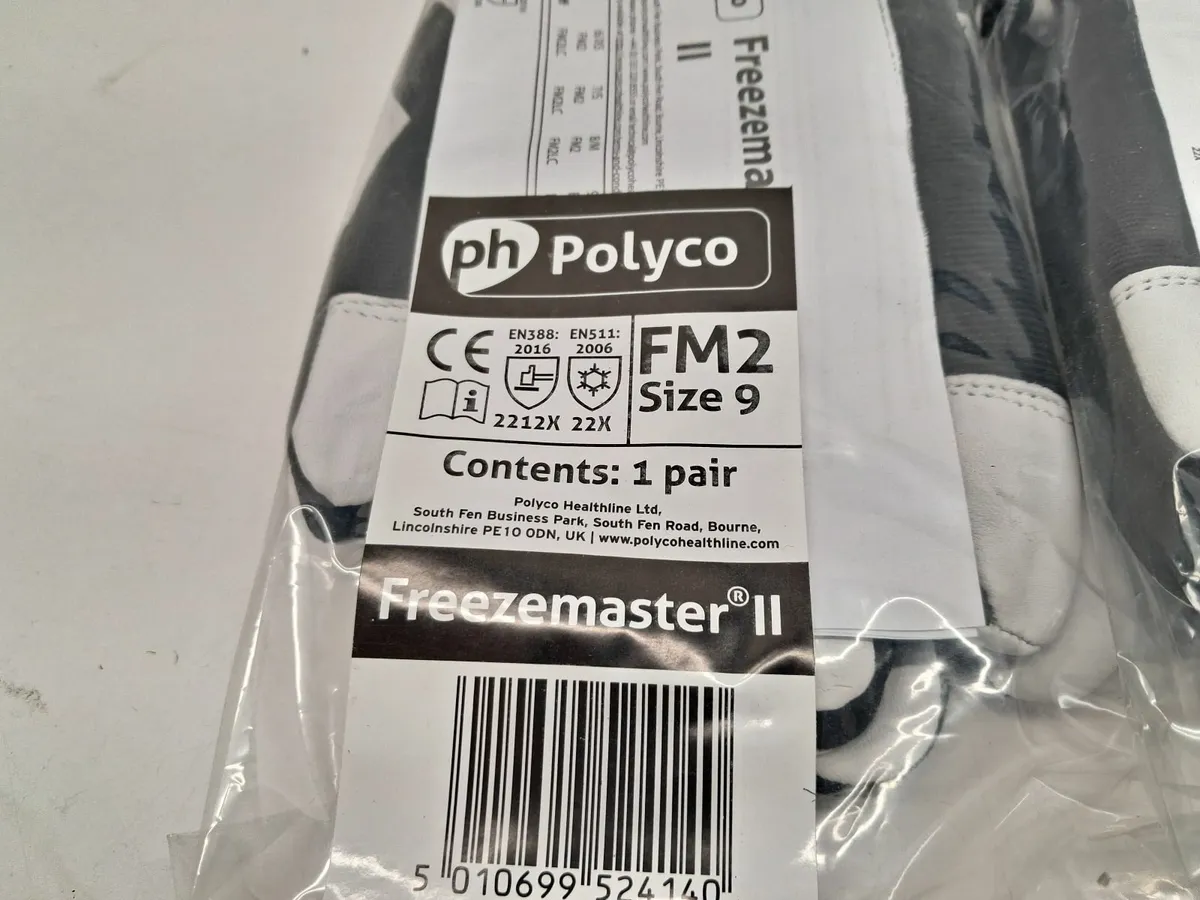 Freezema
II
ph Polyco
CE
EN388:
2016
EN511:
2006
2212X
22X
FM2
Size 9
Contents: 1 pair
Polyco Healthline Ltd,
South Fen Business Park, South Fen Road, Bourne,
Lincolnshire PE10 0DN, UK | www.polycohealthline.com
Freezemaster® II
5 010699 524140